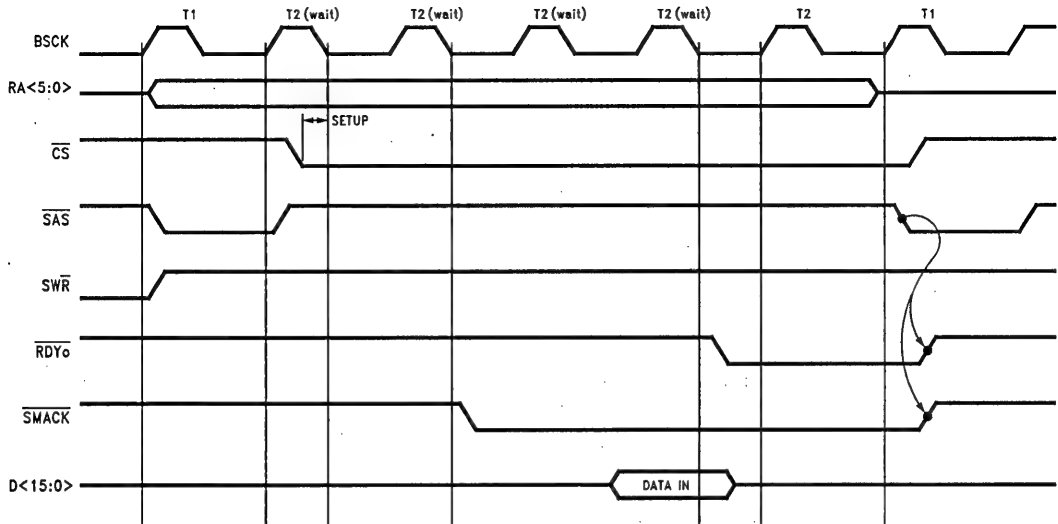 T1 T2 (wait) T2 (wait) T2 (wait) T2 (wait) T2 T1
BSCK
RA<5:0>
SETUP
CS
SAS
SWR
RDYo
SMACK
D<15:0> DATA IN